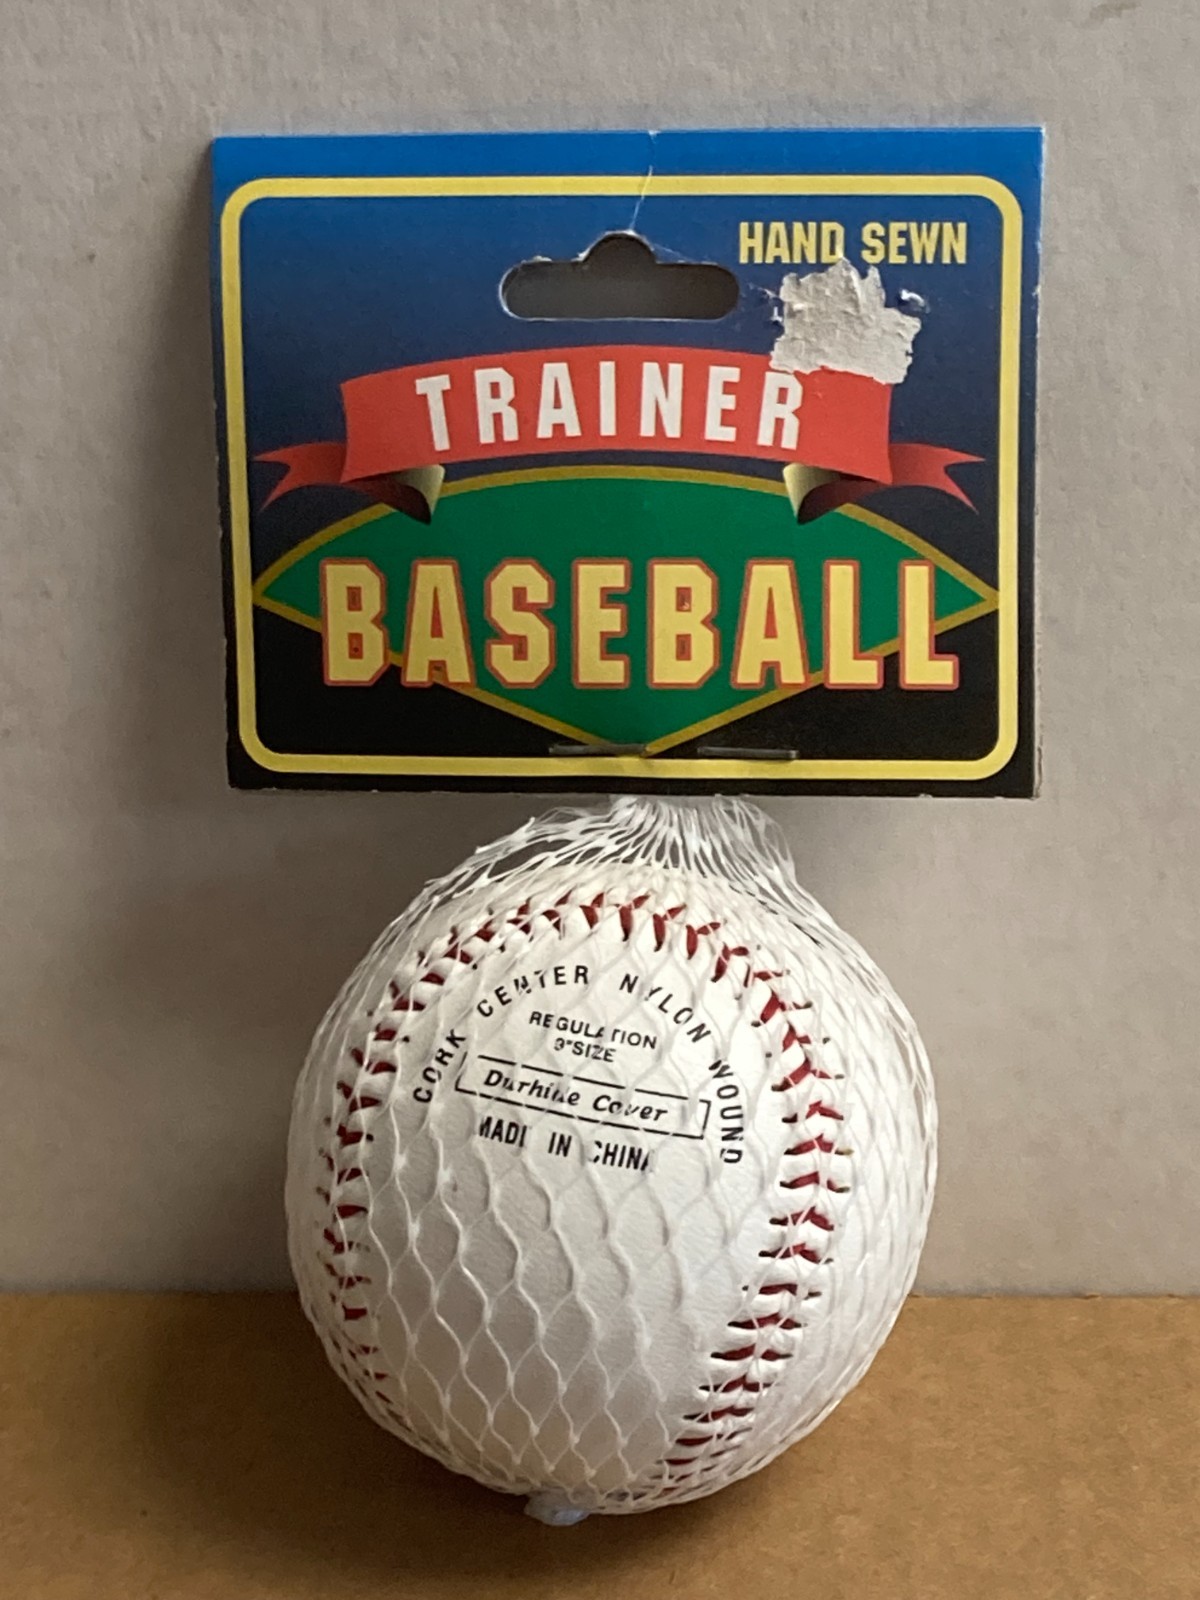 HAND SEWN
TRAINER
BASEBALL
CORK CENTER NYLON WOUND
REGULATION
9"SIZE
Durhide Cover
MADE IN CHINA